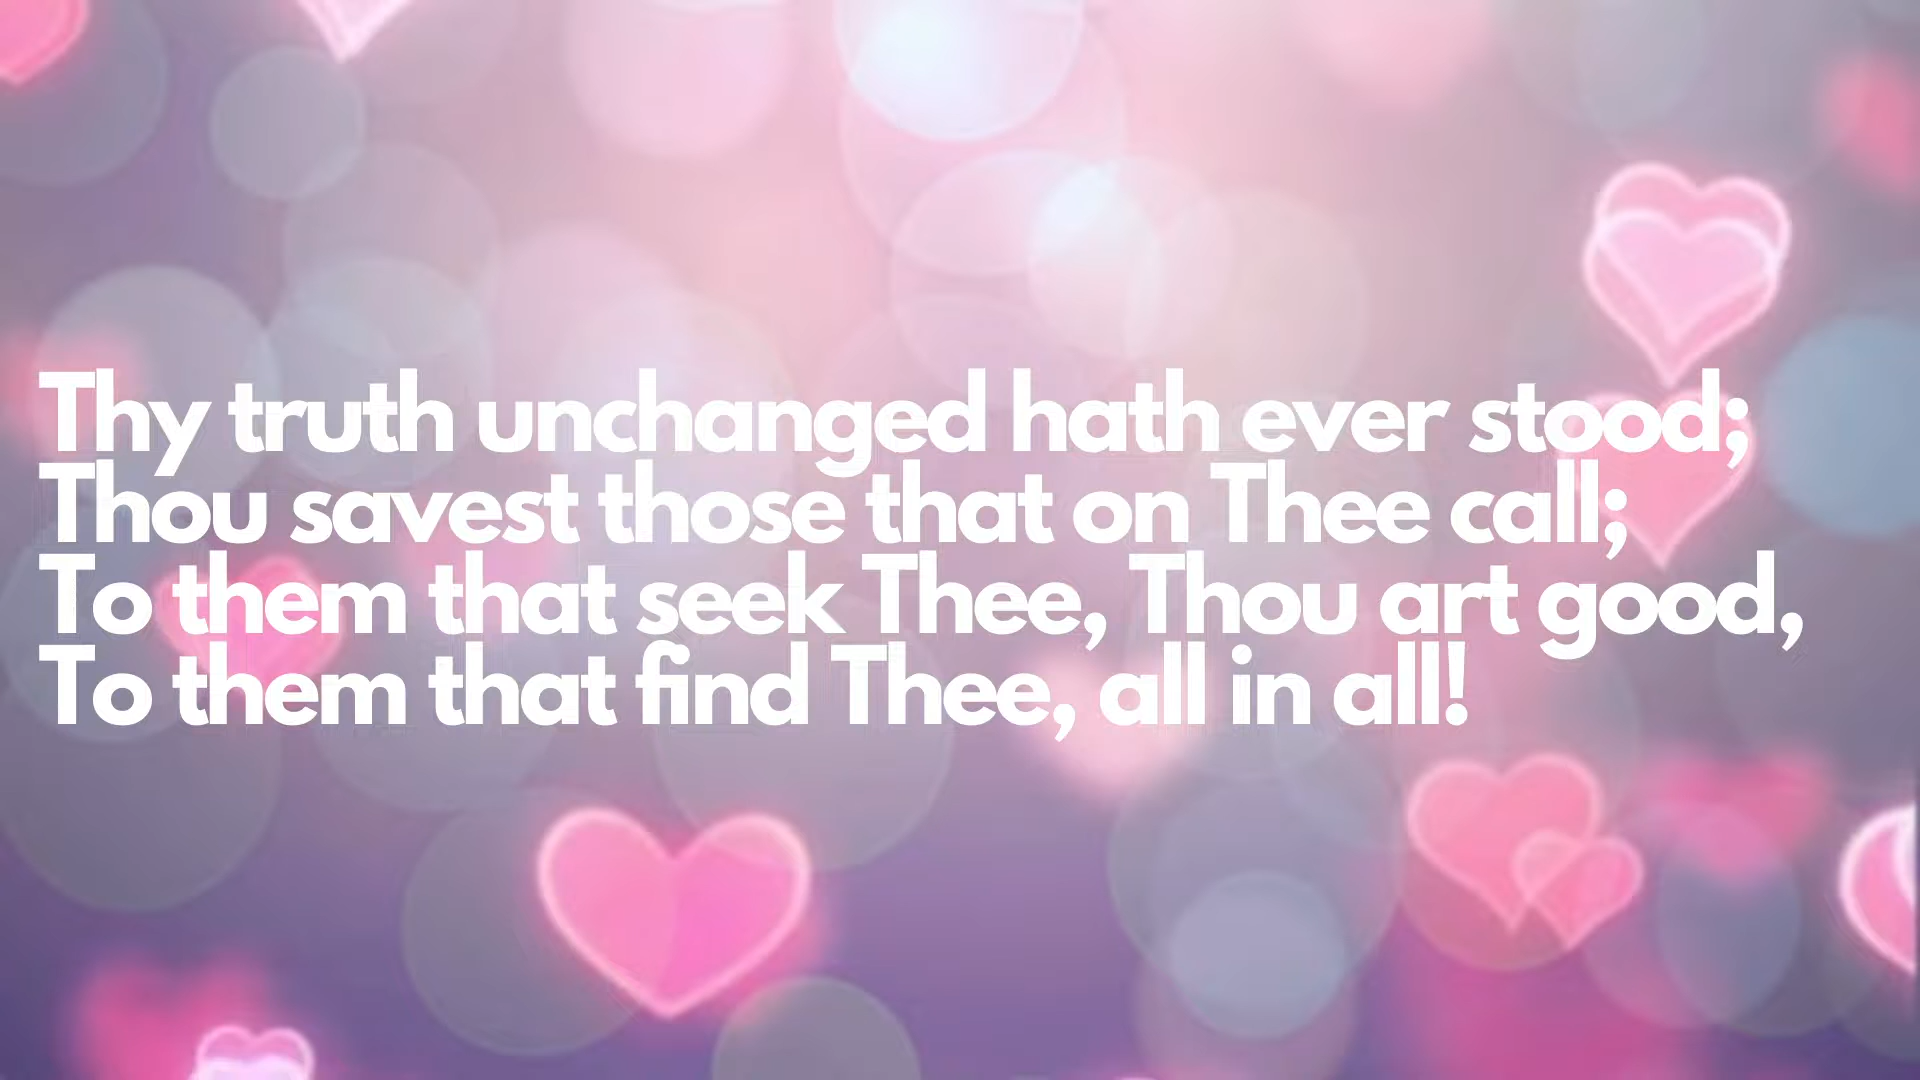 Thy truth unchanged hath ever stood;
Thou savest those that on Thee call;
To them that seek Thee, Thou art good,
To them that find Thee, all in all!